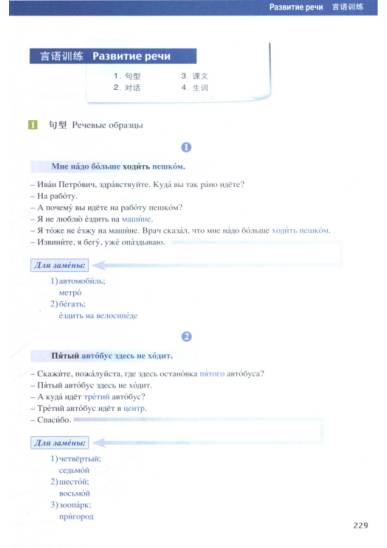 Развитие речи 言语训练
言语训练 Развитие речи
1. 句型 3. 课文
2. 对话 4. 生词
1 句型 Речевые образцы
1
Мне на́до бо́льше ходи́ть пешко́м.
– Ива́н Петро́вич, здра́вствуйте. Куда́ вы так ра́но идёте?
– На рабо́ту.
– А почему́ вы идёте на рабо́ту пешко́м?
– Я не люблю́ е́здить на маши́не.
– Я то́же не е́зжу на маши́не. Врач сказа́л, что мне на́до бо́льше ходи́ть пешко́м.
– Извини́те, я бегу́, уже́ опа́здываю.
Для заме́ны:
1) автомоби́ль;
метро́
2) бе́гать;
е́здить на велосипе́де
2
Пя́тый авто́бус здесь не хо́дит.
– Скажи́те, пожа́луйста, где здесь остано́вка пя́того авто́буса?
– Пя́тый авто́бус здесь не хо́дит.
– А куда́ идёт тре́тий авто́бус?
– Тре́тий авто́бус идёт в центр.
– Спаси́бо.
Для заме́ны:
1) четвёртый;
седьмо́й
2) шесто́й;
восьмо́й
3) зоопа́рк;
при́город
229